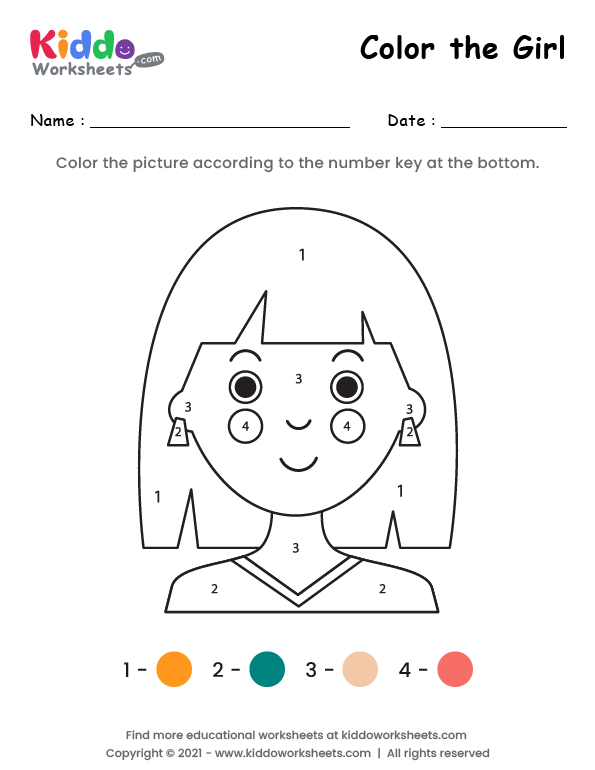 Kiddo
Worksheets.com
Color the Girl
Name : Date :
Color the picture according to the number key at the bottom.
1
3
3 3
4 4
2 2
1 1
3
2 2
1 - 2 - 3 - 4 -
Find more educational worksheets at kiddoworksheets.com
Copyright © 2021 - www.kiddoworksheets.com | All rights reserved